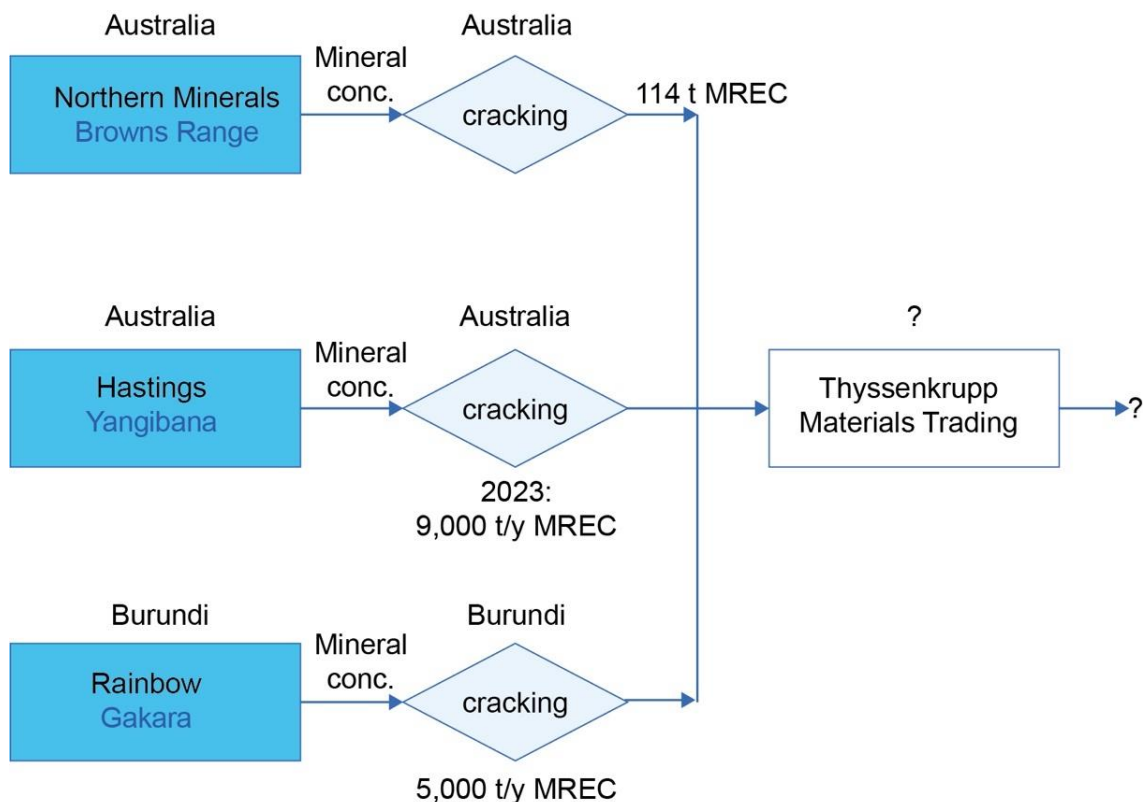 Australia
Northern Minerals
Browns Range
Mineral
conc.
Australia
cracking
114 t MREC
Australia
Hastings
Yangibana
Mineral
conc.
Australia
cracking
2023:
9,000 t/y MREC
?
Thyssenkrupp
Materials Trading
?
Burundi
Rainbow
Gakara
Mineral
conc.
Burundi
cracking
5,000 t/y MREC